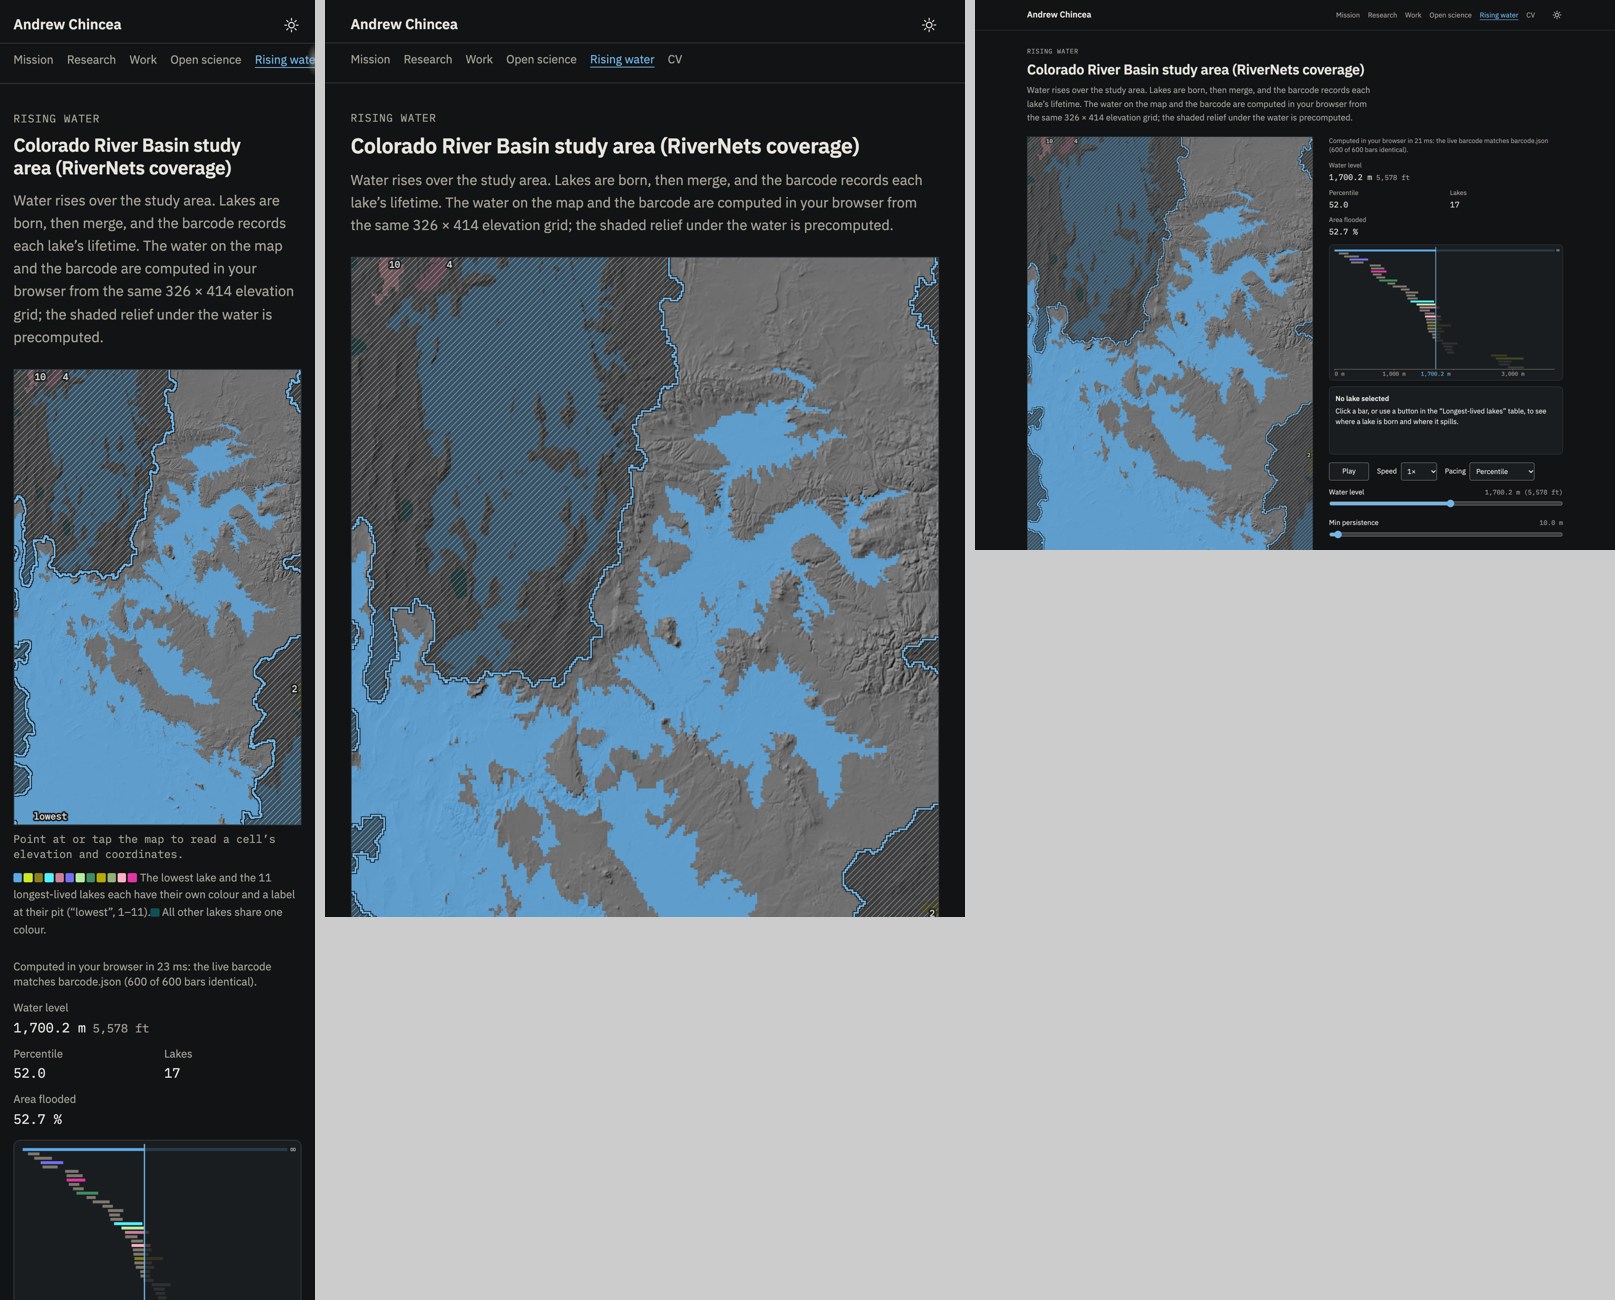 Andrew Chincea
Mission Research Work Open science Rising wate
RISING WATER
Colorado River Basin study
area (RiverNets coverage)
Water rises over the study area. Lakes are
born, then merge, and the barcode records
each lake’s lifetime. The water on the map
and the barcode are computed in your
browser from the same 326 × 414 elevation
grid; the shaded relief under the water is
precomputed.
10 4
2
lowest
Point at or tap the map to read a cell’s
elevation and coordinates.
The lowest lake and the 11
longest-lived lakes each have their own colour and a label
at their pit (“lowest”, 1–11). All other lakes share one
colour.
Computed in your browser in 23 ms: the live barcode
matches barcode.json (600 of 600 bars identical).
Water level
1,700.2 m 5,578 ft
Percentile Lakes
52.0 17
Area flooded
52.7 %
∞
Andrew Chincea
Mission Research Work Open science Rising water CV
RISING WATER
Colorado River Basin study area (RiverNets coverage)
Water rises over the study area. Lakes are born, then merge, and the barcode records each
lake’s lifetime. The water on the map and the barcode are computed in your browser from
the same 326 × 414 elevation grid; the shaded relief under the water is precomputed.
10 4
2
Andrew Chincea
Mission Research Work Open science Rising water CV
RISING WATER
Colorado River Basin study area (RiverNets coverage)
Water rises over the study area. Lakes are born, then merge, and the barcode records each
lake’s lifetime. The water on the map and the barcode are computed in your browser from
the same 326 × 414 elevation grid; the shaded relief under the water is precomputed.
10 4
2
Computed in your browser in 21 ms: the live barcode matches barcode.json
(600 of 600 bars identical).
Water level
1,700.2 m 5,578 ft
Percentile Lakes
52.0 17
Area flooded
52.7 %
∞
0 m 1,000 m 1,700.2 m 3,000 m
No lake selected
Click a bar, or use a button in the “Longest-lived lakes” table, to see
where a lake is born and where it spills.
Play Speed 1× Pacing Percentile
Water level 1,700.2 m (5,578 ft)
Min persistence 10.0 m